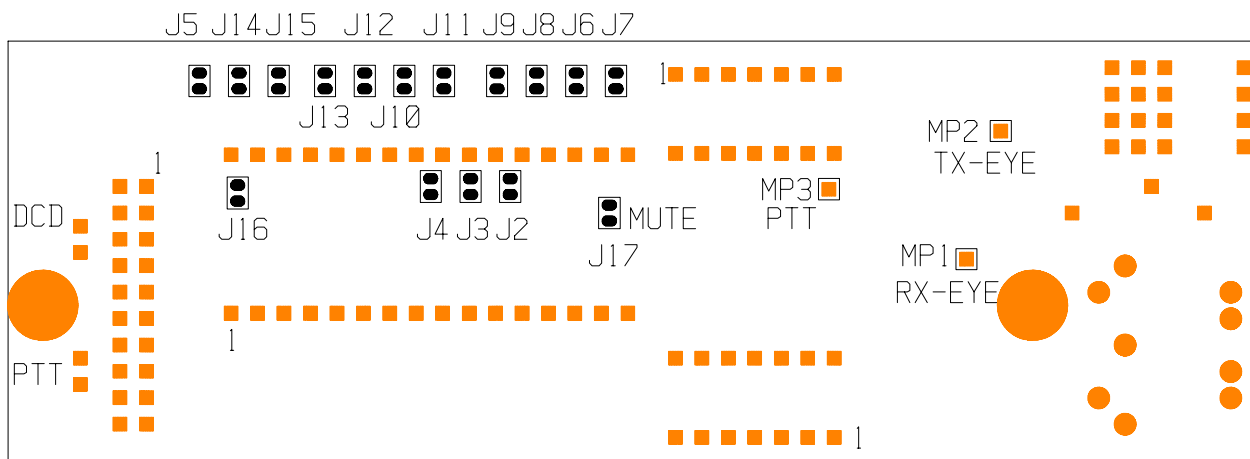 J5 J14 J15 J12 J11 J9 J8 J6 J7
1
J13 J10
MP2
TX-EYE
1
MP3
PTT
DCD
J16 J4 J3 J2 MUTE
J17
MP1
RX-EYE
1
PTT
1